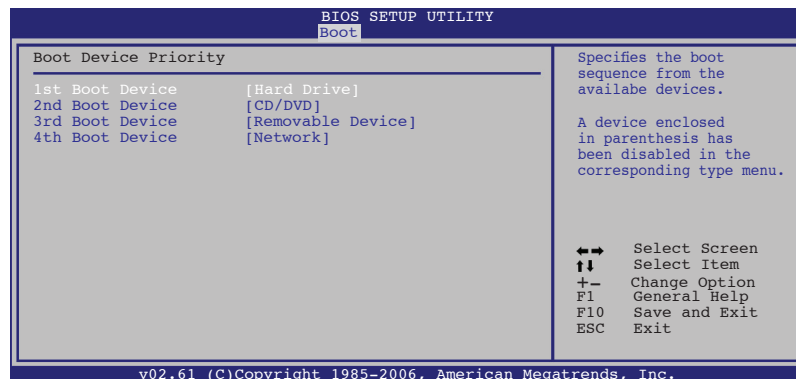 BIOS SETUP UTILITY
Boot
Boot Device Priority
1st Boot Device [Hard Drive]
2nd Boot Device [CD/DVD]
3rd Boot Device [Removable Device]
4th Boot Device [Network]
Specifies the boot
sequence from the
availabe devices.
A device enclosed
in parenthesis has
been disabled in the
corresponding type menu.
←→ Select Screen
↑↓ Select Item
+– Change Option
F1 General Help
F10 Save and Exit
ESC Exit
v02.61 (C)Copyright 1985-2006, American Megatrends, Inc.